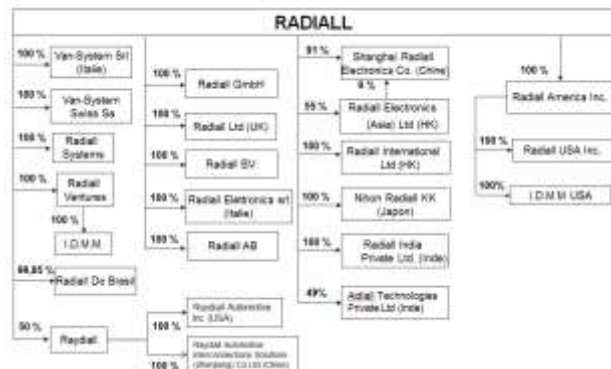 RADIALL
100 %
Van-System Srl
(Italie)
100 %
Van-System
Swiss Sa
100 %
Radiall
Systems
100 %
Radiall
Ventures
100 %
I.D.M.M.
Radiall Do Brasil
50 %
Raydiall
100 %
Radiall GmbH
100 %
Radiall Ltd (UK)
100 %
Radiall BV
100 %
Radiall Elettronica srl
(Italie)
100 %
Radiall AB
Raydiall Automotive
Inc (USA)
100 %
Raydiall Automotive
100 %
91 %
Shanghai Radiall
Electronics Co. (Chine)
9 %
55 %
Radiall Electronics
(Asia) Ltd (HK)
100 %
Radiall International
Ltd (HK)
100 %
Nihon Radiall KK
(Japon)
100 %
Radiall India
Private Ltd. (Inde)
49%
Adiall Technologies
Private Ltd (Inde)
100 %
Radiall America Inc.
100 %
Radiall USA Inc.
100%
I.D.M.M USA